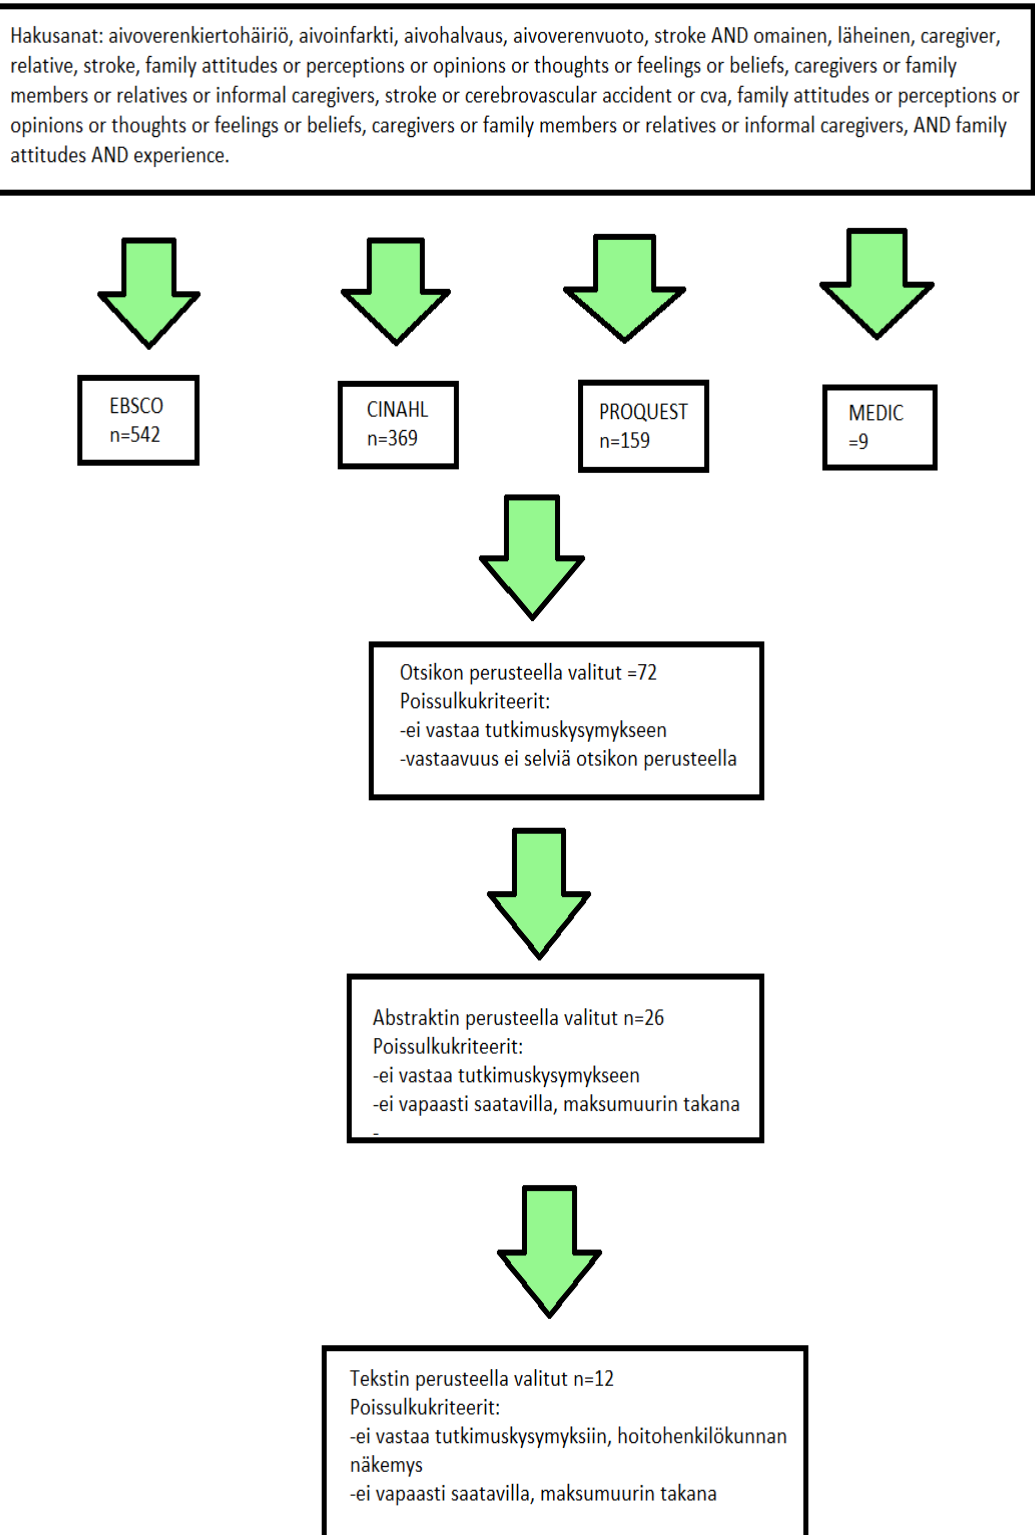 Hakusanat: aivoverenkiertohäiriö, aivoinfarkti, aivohalvaus, aivoverenvuoto, stroke AND omainen, läheinen, caregiver,
relative, stroke, family attitudes or perceptions or opinions or thoughts or feelings or beliefs, caregivers or family
members or relatives or informal caregivers, stroke or cerebrovascular accident or cva, family attitudes or perceptions or
opinions or thoughts or feelings or beliefs, caregivers or family members or relatives or informal caregivers, AND family
attitudes AND experience.
EBSCO
n=542
CINAHL
n=369
PROQUEST
n=159
MEDIC
=9
Otsikon perusteella valitut =72
Poissulkukriteerit:
-ei vastaa tutkimuskysymykseen
-vastaavuus ei selviä otsikon perusteella
Abstraktin perusteella valitut n=26
Poissulkukriteerit:
-ei vastaa tutkimuskysymykseen
-ei vapaasti saatavilla, maksumuurin takana
-
Tekstin perusteella valitut n=12
Poissulkukriteerit:
-ei vastaa tutkimuskysymyksiin, hoitohenkilökunnan
näkemys
-ei vapaasti saatavilla, maksumuurin takana